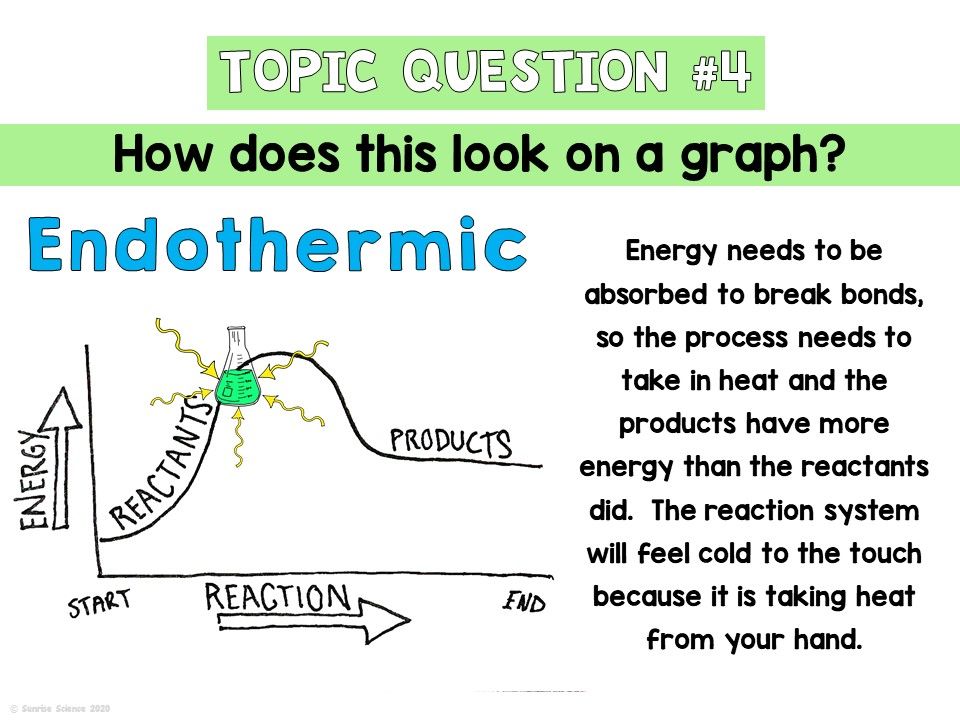 TOPIC QUESTION #4
How does this look on a graph?
Endothermic
Energy needs to be
absorbed to break bonds,
so the process needs to
take in heat and the
products have more
energy than the reactants
did.  The reaction system
will feel cold to the touch
because it is taking heat
from your hand.
ENERGY
REACTANTS
PRODUCTS
START
REACTION
END
© Sunrise Science 2020